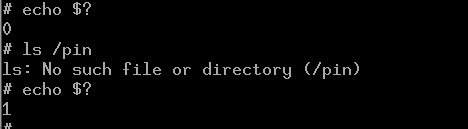 # echo $?
0
# ls /pin
ls: No such file or directory (/pin)
# echo $?
1
#